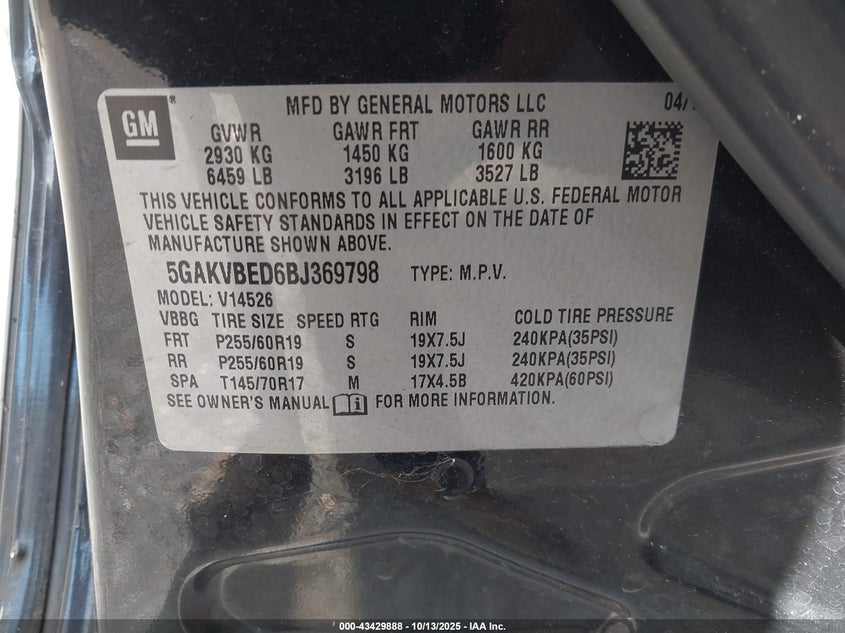 GM
MFD BY GENERAL MOTORS LLC 04/
GVWR GAWR FRT GAWR RR
2930 KG 1450 KG 1600 KG
6459 LB 3196 LB 3527 LB
THIS VEHICLE CONFORMS TO ALL APPLICABLE U.S. FEDERAL MOTOR
VEHICLE SAFETY STANDARDS IN EFFECT ON THE DATE OF
MANUFACTURE SHOWN ABOVE.
5GAKVBED6BJ369798 TYPE: M.P.V.
MODEL: V14526
VBBG TIRE SIZE SPEED RTG RIM COLD TIRE PRESSURE
FRT P255/60R19 S 19X7.5J 240KPA(35PSI)
RR P255/60R19 S 19X7.5J 240KPA(35PSI)
SPA T145/70R17 M 17X4.5B 420KPA(60PSI)
SEE OWNER'S MANUAL FOR MORE INFORMATION.
000-43429888 - 10/13/2025 - IAA Inc.